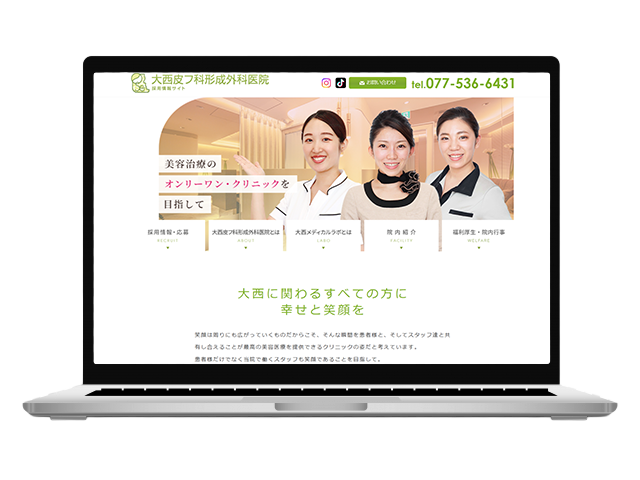 大西皮フ科形成外科医院
採用情報サイト
お問い合わせ
tel.077-536-6431
美容治療の
オンリーワン・クリニックを
目指して
採用情報・応募
RECRUIT
大西皮フ科形成外科医院とは
ABOUT
大西メディカルラボとは
LABO
院内紹介
FACILITY
福利厚生・院内行事
WELFARE
大西に関わるすべての方に
幸せと笑顔を
笑顔は周りにも広がっていくものだからこそ、そんな瞬間を患者様と、そしてスタッフ達と共
有し合えることが最高の美容医療を提供できるクリニックの姿だと考えています。
患者様だけでなく当院で働くスタッフも笑顔であることを目指して。